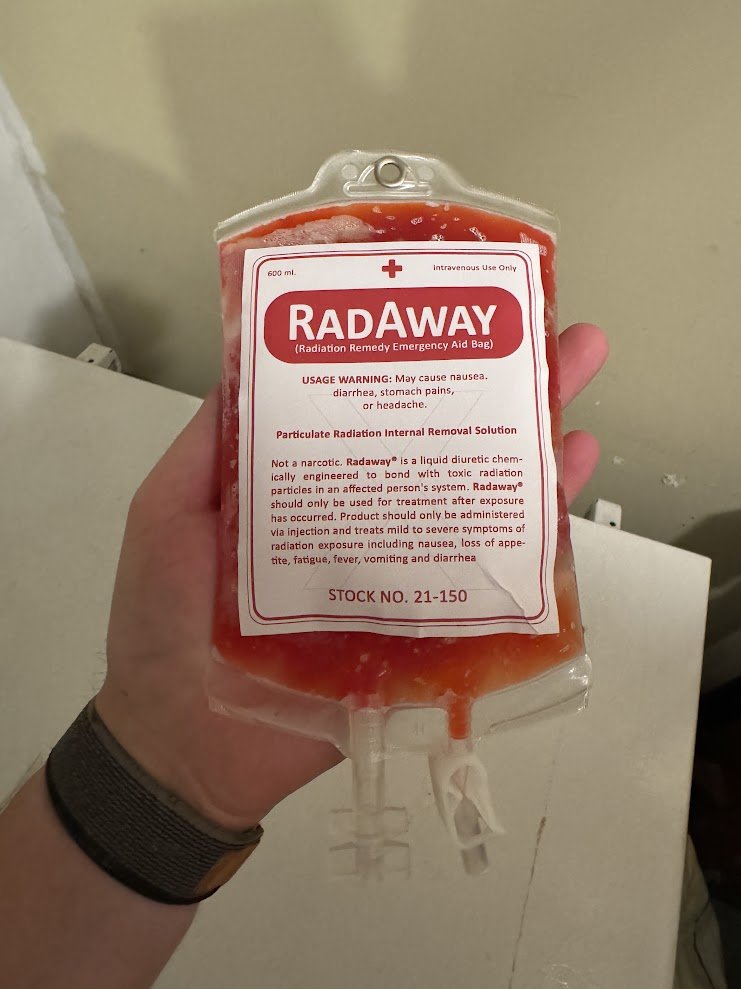 600 ml.
Intravenous Use Only
RADAWAY
(Radiation Remedy Emergency Aid Bag)
USAGE WARNING: May cause nausea.
diarrhea, stomach pains,
or headache.
Particulate Radiation Internal Removal Solution
Not a narcotic. Radaway® is a liquid diuretic chem-
ically engineered to bond with toxic radiation
particles in an affected person's system. Radaway®
should only be used for treatment after exposure
has occurred. Product should only be administered
via injection and treats mild to severe symptoms of
radiation exposure including nausea, loss of appe-
tite, fatigue, fever, vomiting and diarrhea
STOCK NO. 21-150